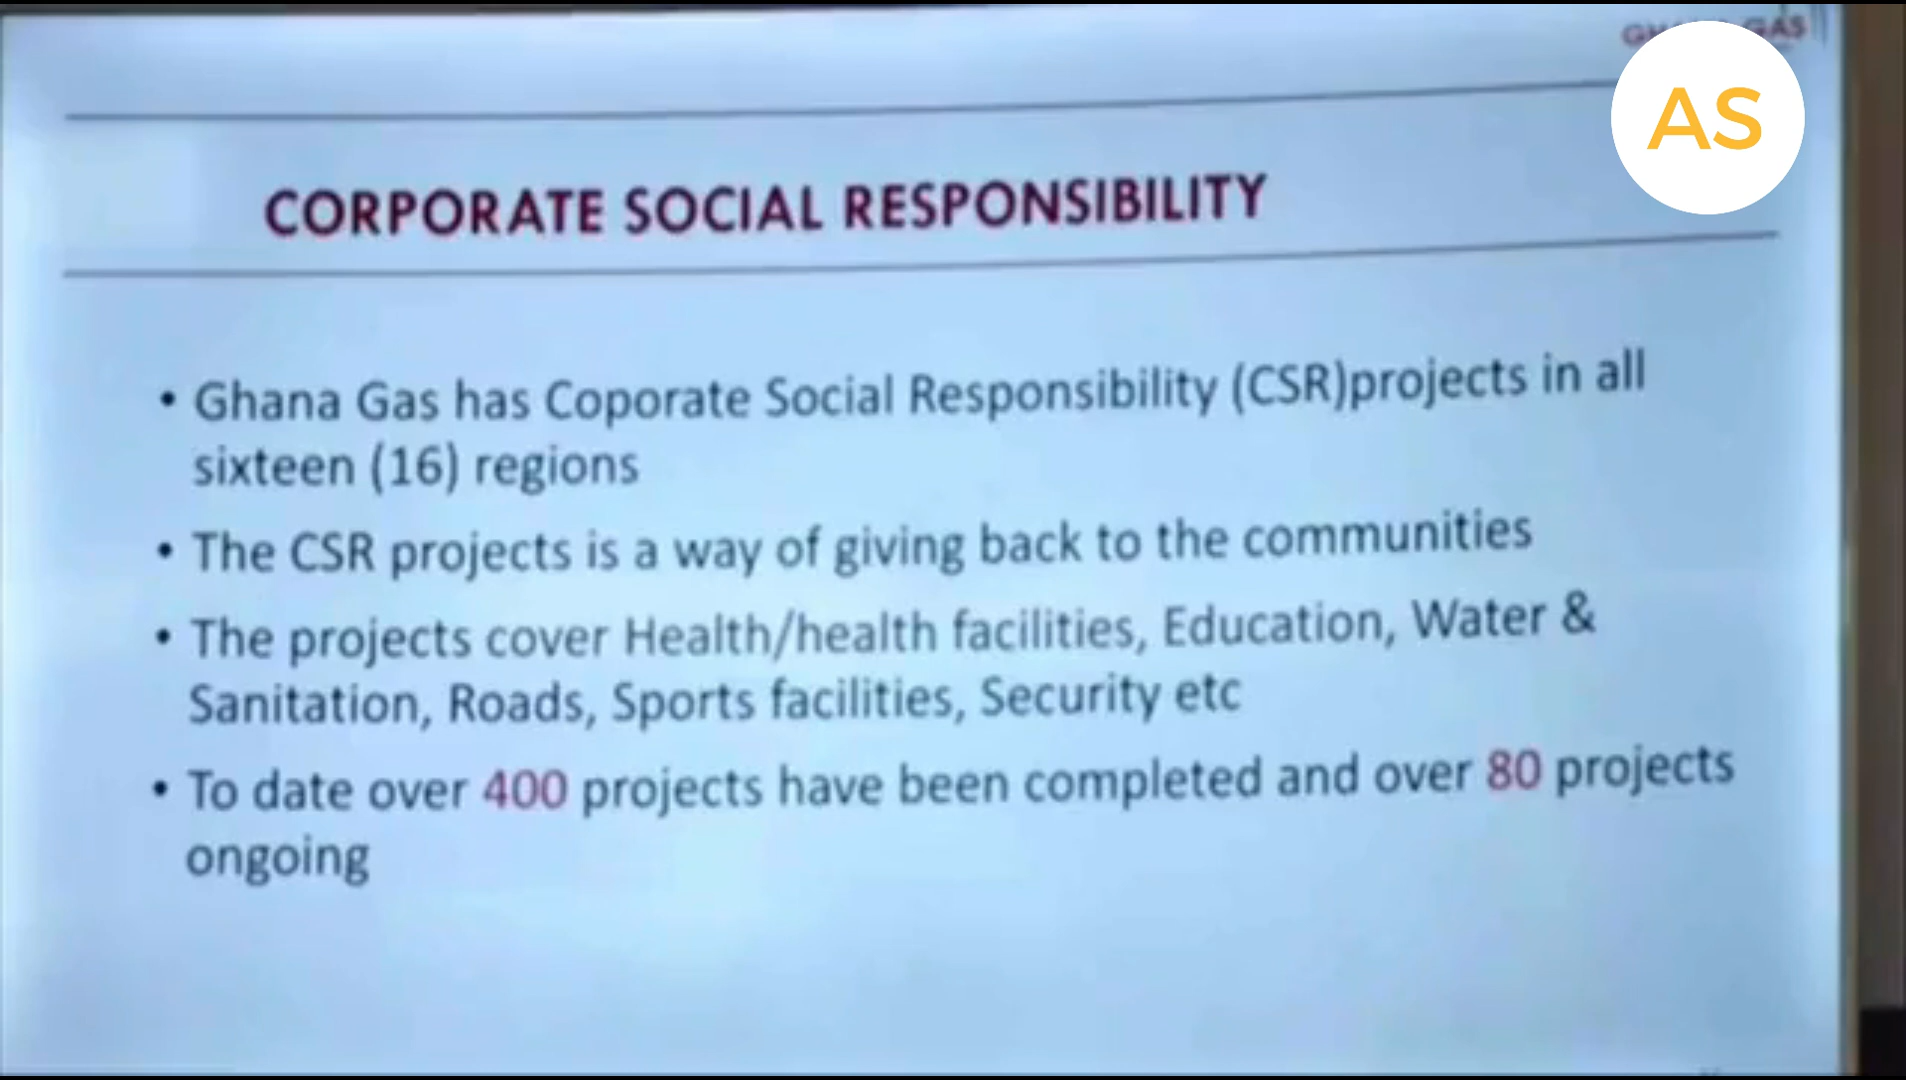 GAS
AS
CORPORATE SOCIAL RESPONSIBILITY
• Ghana Gas has Coporate Social Responsibility (CSR)projects in all
sixteen (16) regions
• The CSR projects is a way of giving back to the communities
• The projects cover Health/health facilities, Education, Water &
Sanitation, Roads, Sports facilities, Security etc
• To date over 400 projects have been completed and over 80 projects
ongoing